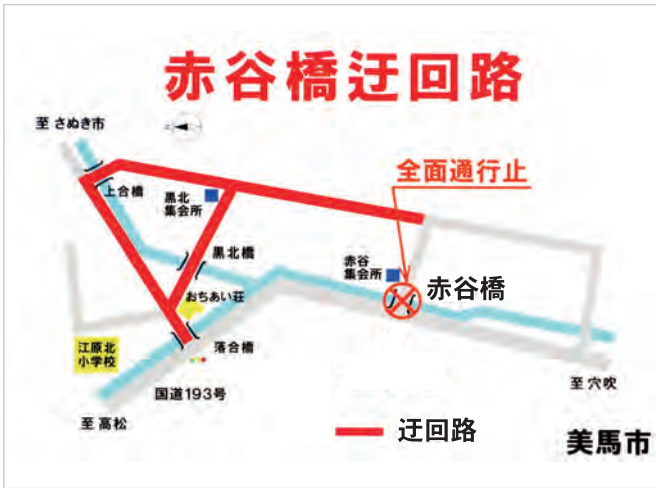 赤谷橋迂回路
至 さぬき市
全面通行止
上合橋
黒北
集会所
黒北橋
赤谷
集会所
赤谷橋
おちあい荘
江原北
小学校
落合橋
国道193号
至 穴吹
至 高松
迂回路
美馬市